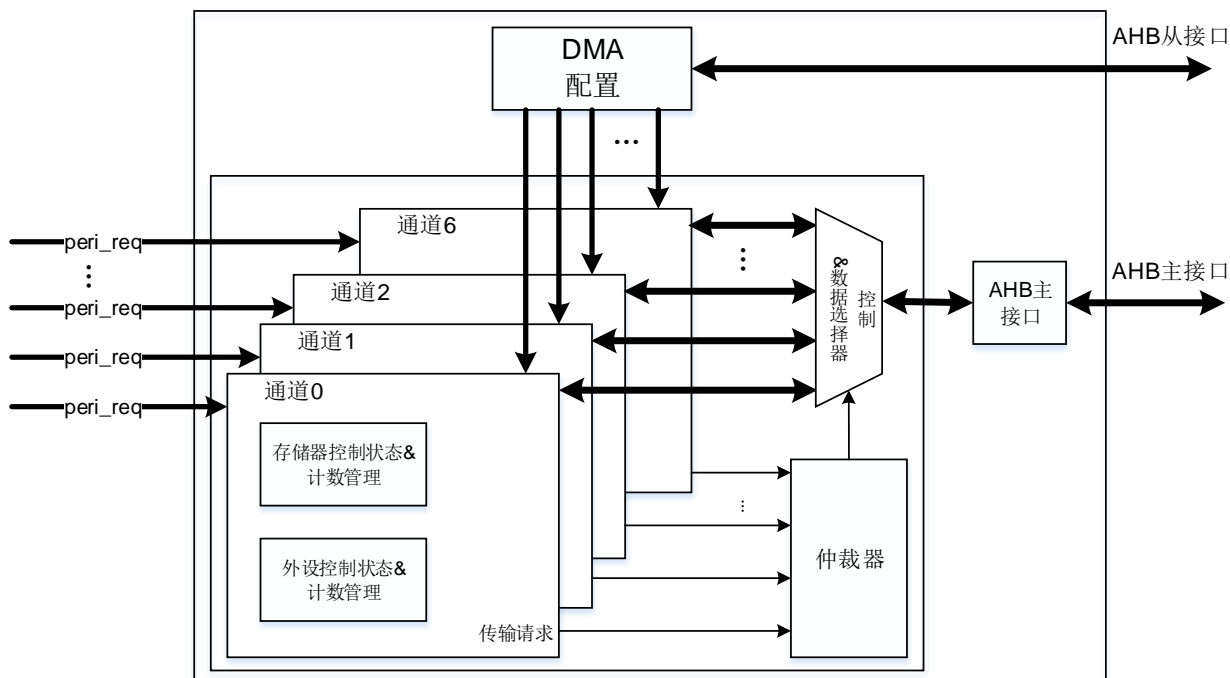 DMA
配置
AHB从接口
...
通道6
peri_req
...
peri_req
peri_req
peri_req
通道2
通道1
通道0
存储器控制状态&
计数管理
外设控制状态&
计数管理
传输请求
...
控制
&数据选择器
AHB主
接口
AHB主接口
...
仲裁器